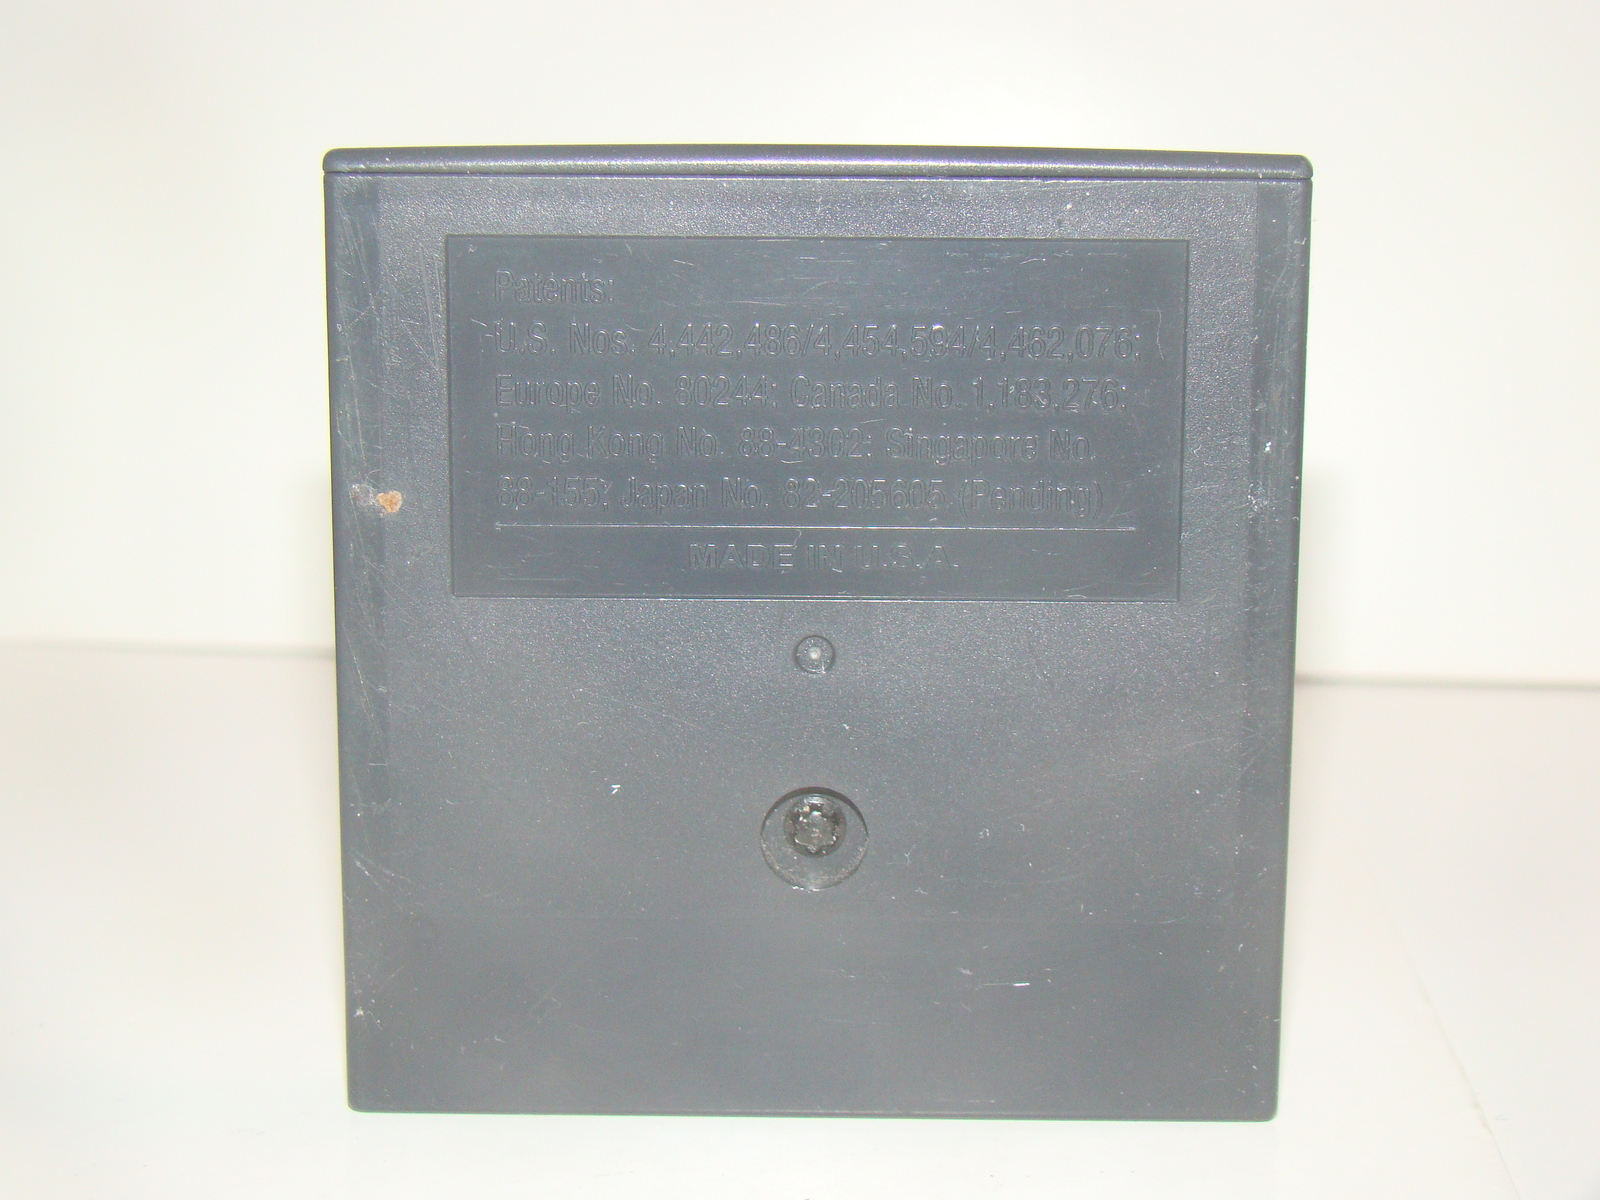 Patents:
U.S. Nos. 4,442,486/4,454,594/4,462,076;
Europe No. 80244; Canada No. 1,183,276;
Hong Kong No. 88-4302; Singapore No.
88-155; Japan No. 82-205605 (Pending)
MADE IN U.S.A.